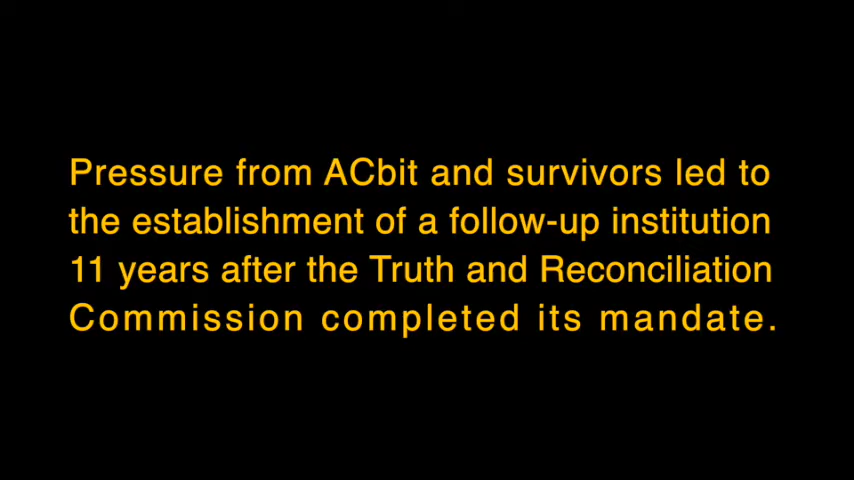 Pressure from ACbit and survivors led to
the establishment of a follow-up institution
11 years after the Truth and Reconciliation
Commission completed its mandate.